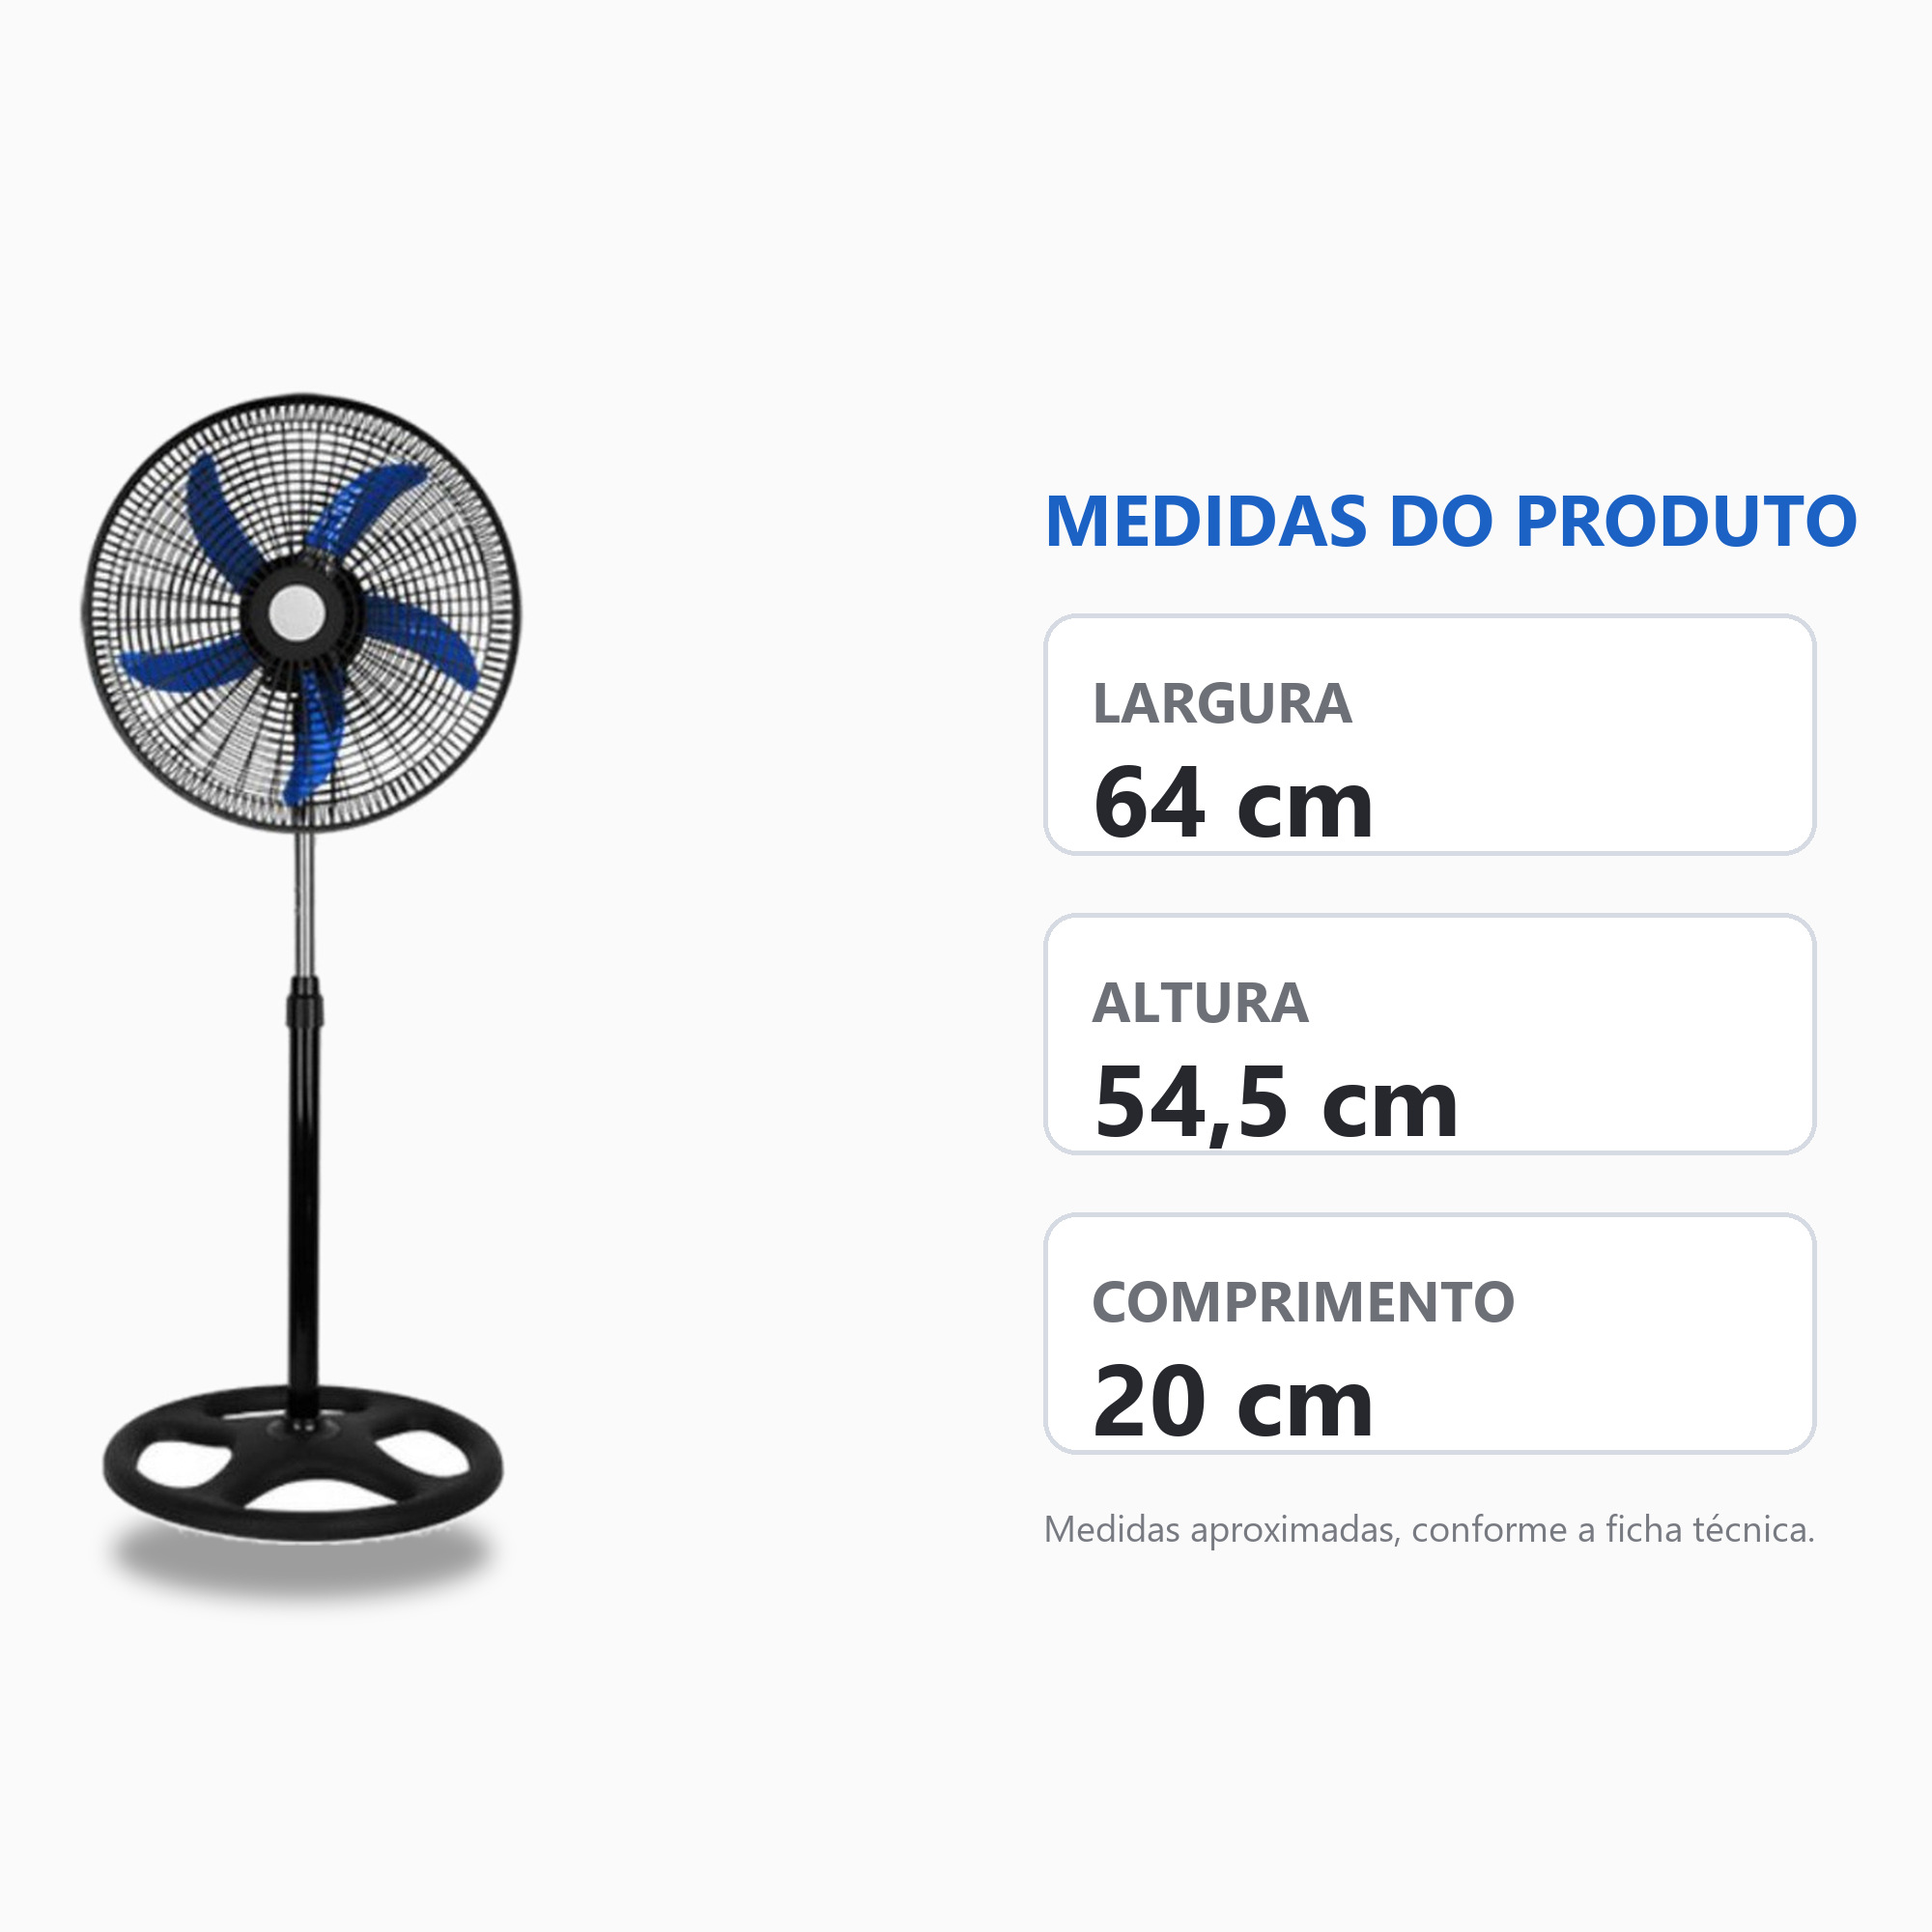 MEDIDAS DO PRODUTO
LARGURA
64 cm
ALTURA
54,5 cm
COMPRIMENTO
20 cm
Medidas aproximadas, conforme a ficha técnica.